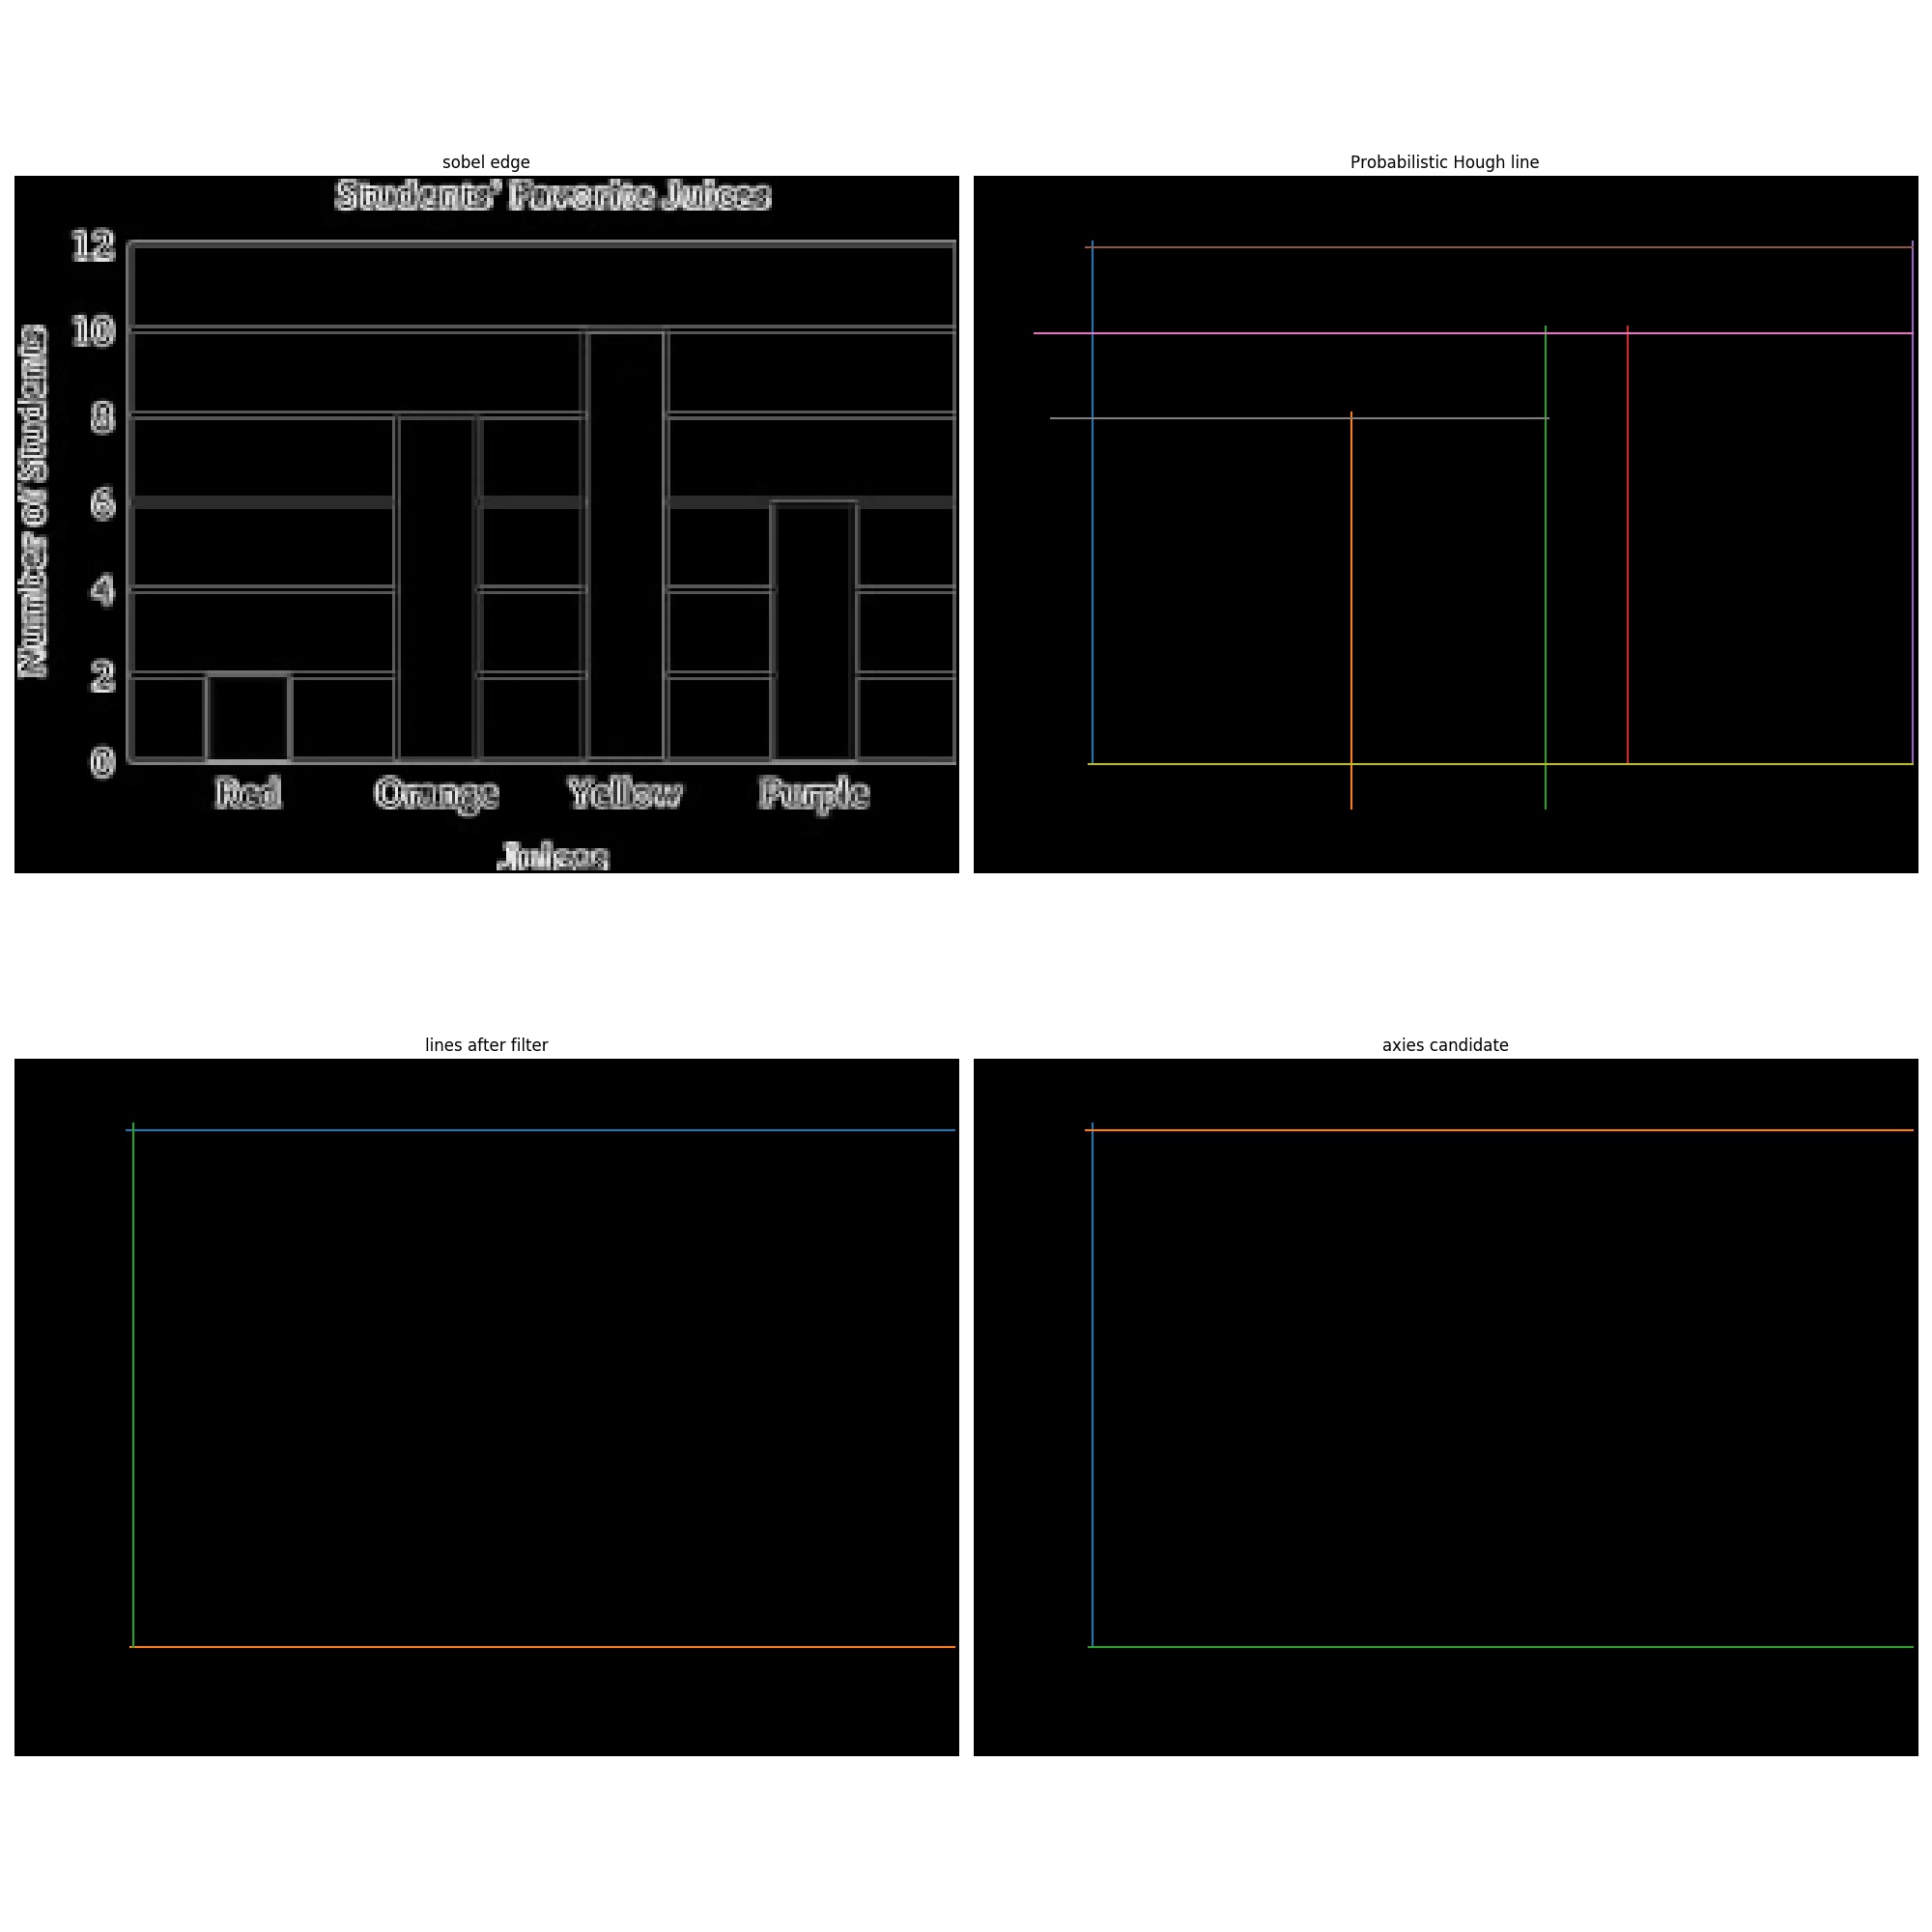 sobel edge
Students' Favorite Juices
12
10
8
6
4
2
0
Number of Students
Red Orange Yellow Purple
Juices
Probabilistic Hough line
lines after filter
axies candidate